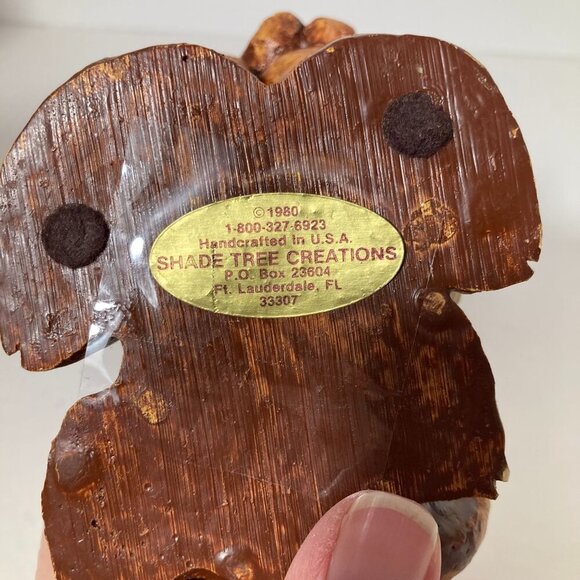 ©1980
1-800-327-6923
Handcrafted in U.S.A.
SHADE TREE CREATIONS
P.O. Box 23604
Ft. Lauderdale, FL
33307